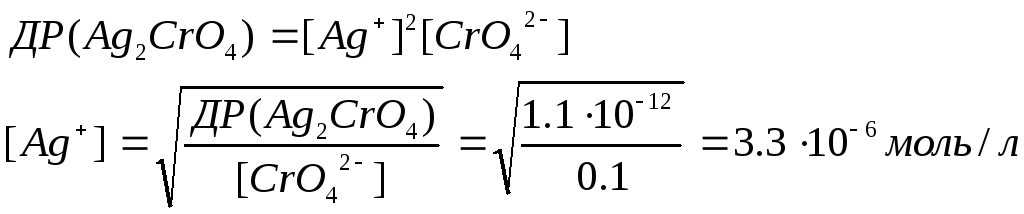 ДР(Ag₂CrO₄) =[Ag⁺]²[CrO₄²⁻]
[Ag⁺] = √(ДР(Ag₂CrO₄) / [CrO₄²⁻]) = √(1.1·10⁻¹² / 0.1) = 3.3·10⁻⁶ моль/л